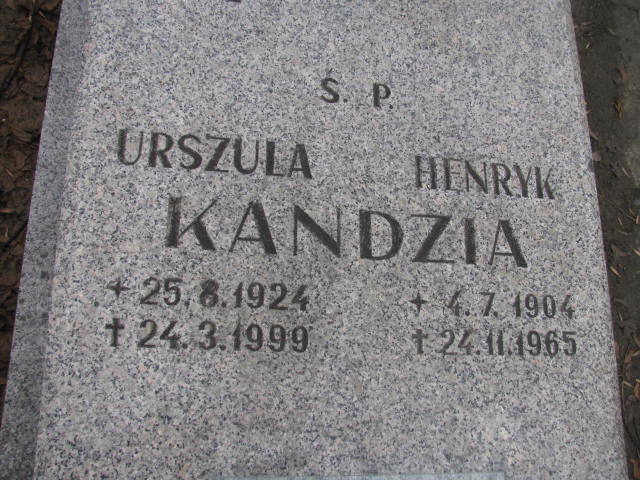 S. P.
URSZULA HENRYK
KANDZIA
* 25.8.1924 * 4.7.1904
† 24.3.1999 † 24.11.1965